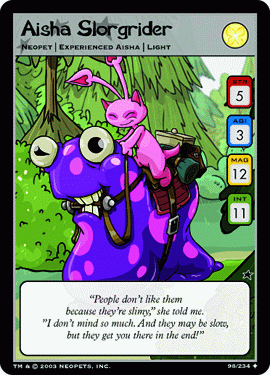 Aisha Slorgrider
Neopet | Experienced Aisha | Light
STR
5
AGI
3
MAG
12
INT
11
“People don’t like them
because they’re slimy,” she told me.
”I don’t mind so much. And they may be slow,
but they get you there in the end!”
TM & © 2003 NEOPETS, INC.
98/234